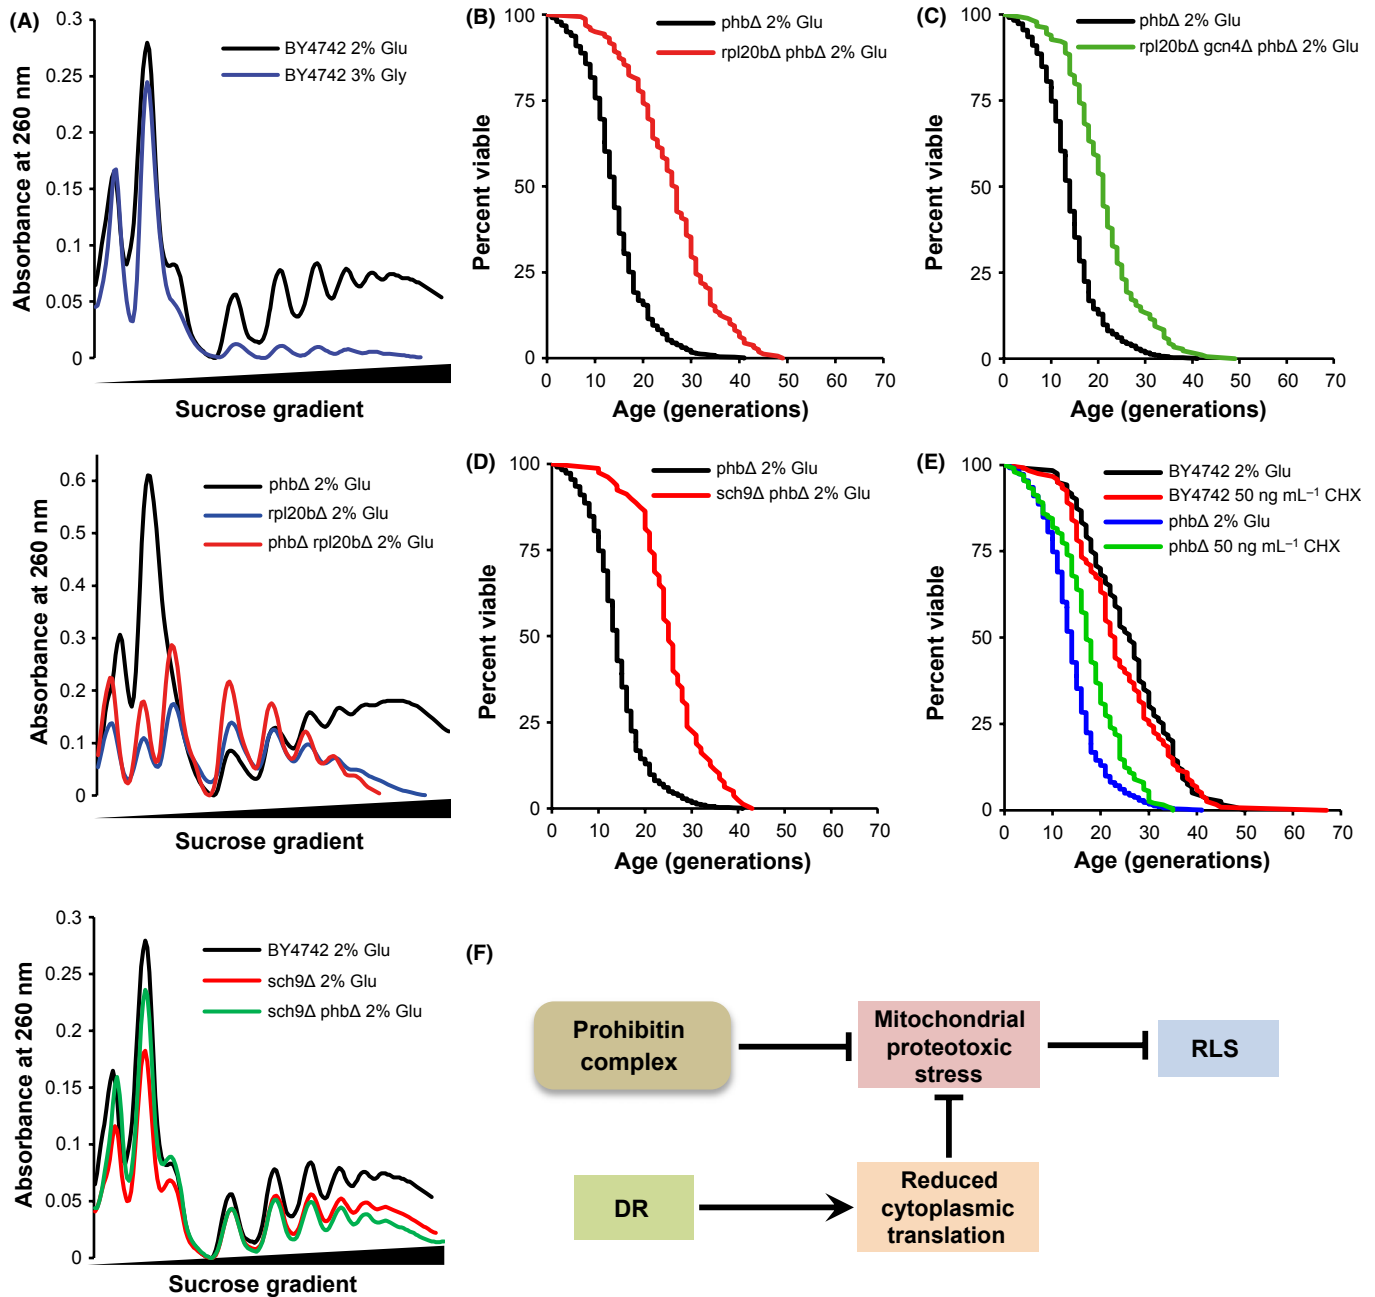 (A)
Absorbance at 260 nm
0.3
0.25
0.2
0.15
0.1
0.05
0
BY4742 2% Glu
BY4742 3% Gly
Sucrose gradient
(B)
Percent viable
100
75
50
25
0
phbΔ 2% Glu
rpl20bΔ phbΔ 2% Glu
0 10 20 30 40 50 60 70
Age (generations)
(C)
Percent viable
100
75
50
25
0
phbΔ 2% Glu
rpl20bΔ gcn4Δ phbΔ 2% Glu
0 10 20 30 40 50 60 70
Age (generations)
Absorbance at 260 nm
0.6
0.5
0.4
0.3
0.2
0.1
0
phbΔ 2% Glu
rpl20bΔ 2% Glu
phbΔ rpl20bΔ 2% Glu
Sucrose gradient
(D)
Percent viable
100
75
50
25
0
phbΔ 2% Glu
sch9Δ phbΔ 2% Glu
0 10 20 30 40 50 60 70
Age (generations)
(E)
Percent viable
100
75
50
25
0
BY4742 2% Glu
BY4742 50 ng mL⁻¹ CHX
phbΔ 2% Glu
phbΔ 50 ng mL⁻¹ CHX
0 10 20 30 40 50 60 70
Age (generations)
Absorbance at 260 nm
0.3
0.25
0.2
0.15
0.1
0.05
0
BY4742 2% Glu
sch9Δ 2% Glu
sch9Δ phbΔ 2% Glu
Sucrose gradient
(F)
Prohibitin
complex
Mitochondrial
proteotoxic
stress
RLS
DR
Reduced
cytoplasmic
translation